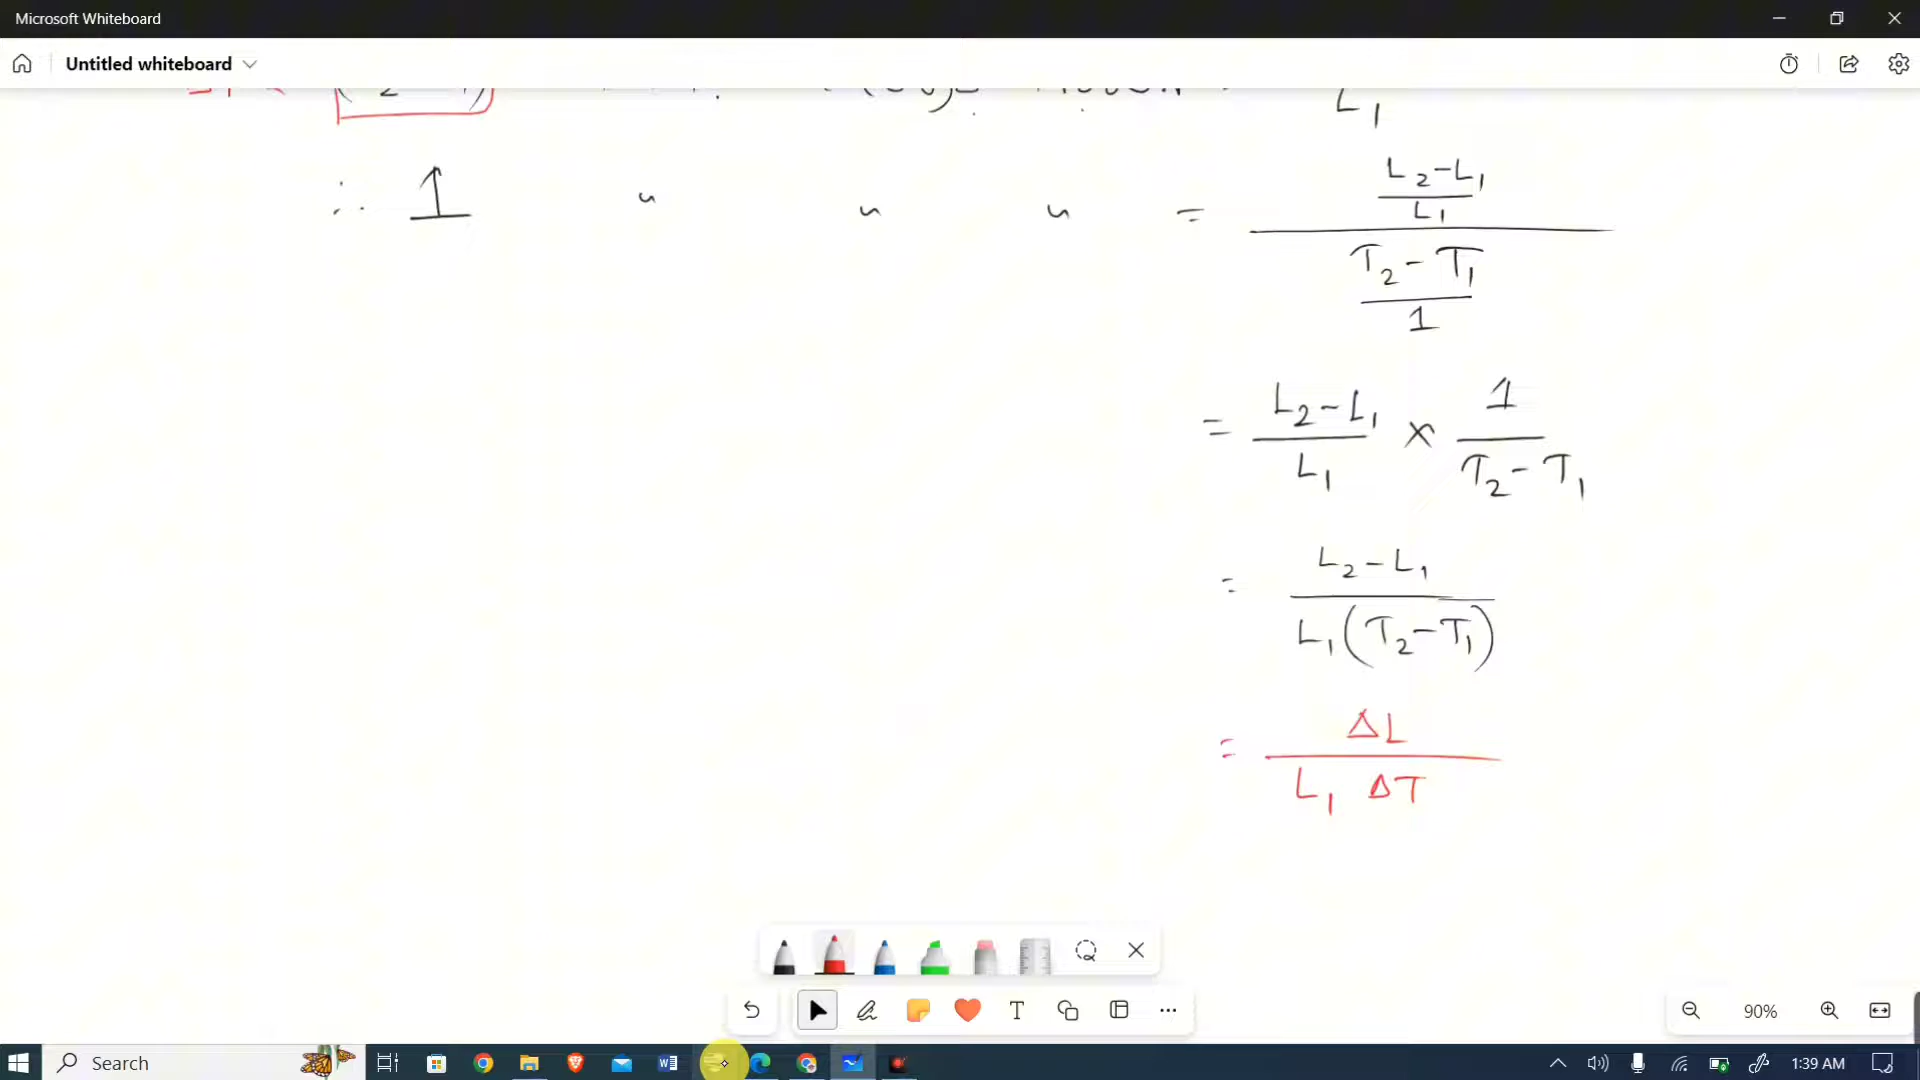 Microsoft Whiteboard
Untitled whiteboard
L₁
∴ 1 " " " = ((L₂-L₁)/L₁) / ((T₂-T₁)/1)
= (L₂-L₁)/L₁ × 1/(T₂-T₁)
= (L₂-L₁)/(L₁(T₂-T₁))
= ΔL/(L₁ ΔT)
90%
Search
1:39 AM